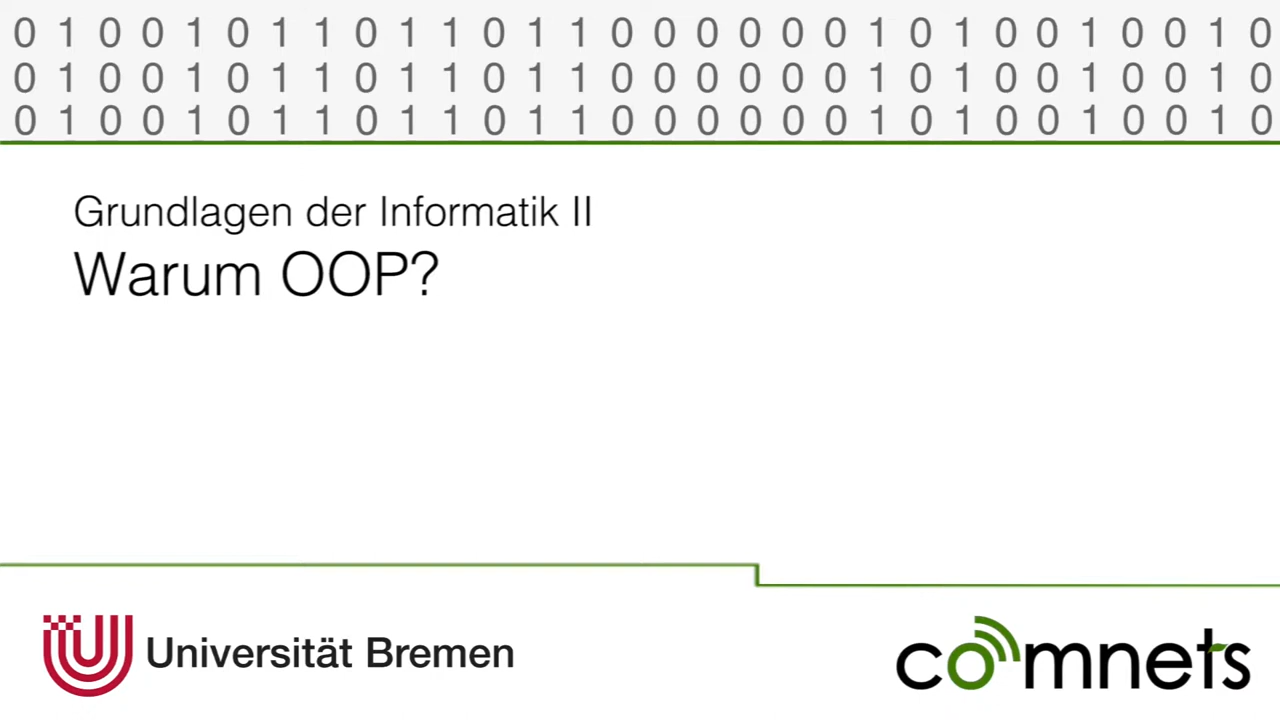 0 1 0 0 1 0 1 1 0 1 1 0 1 1 0 0 0 0 0 0 1 0 1 0 0 1 0 0 1 0
0 1 0 0 1 0 1 1 0 1 1 0 1 1 0 0 0 0 0 0 1 0 1 0 0 1 0 0 1 0
0 1 0 0 1 0 1 1 0 1 1 0 1 1 0 0 0 0 0 0 1 0 1 0 0 1 0 0 1 0
Grundlagen der Informatik II
Warum OOP?
Universität Bremen
comnets